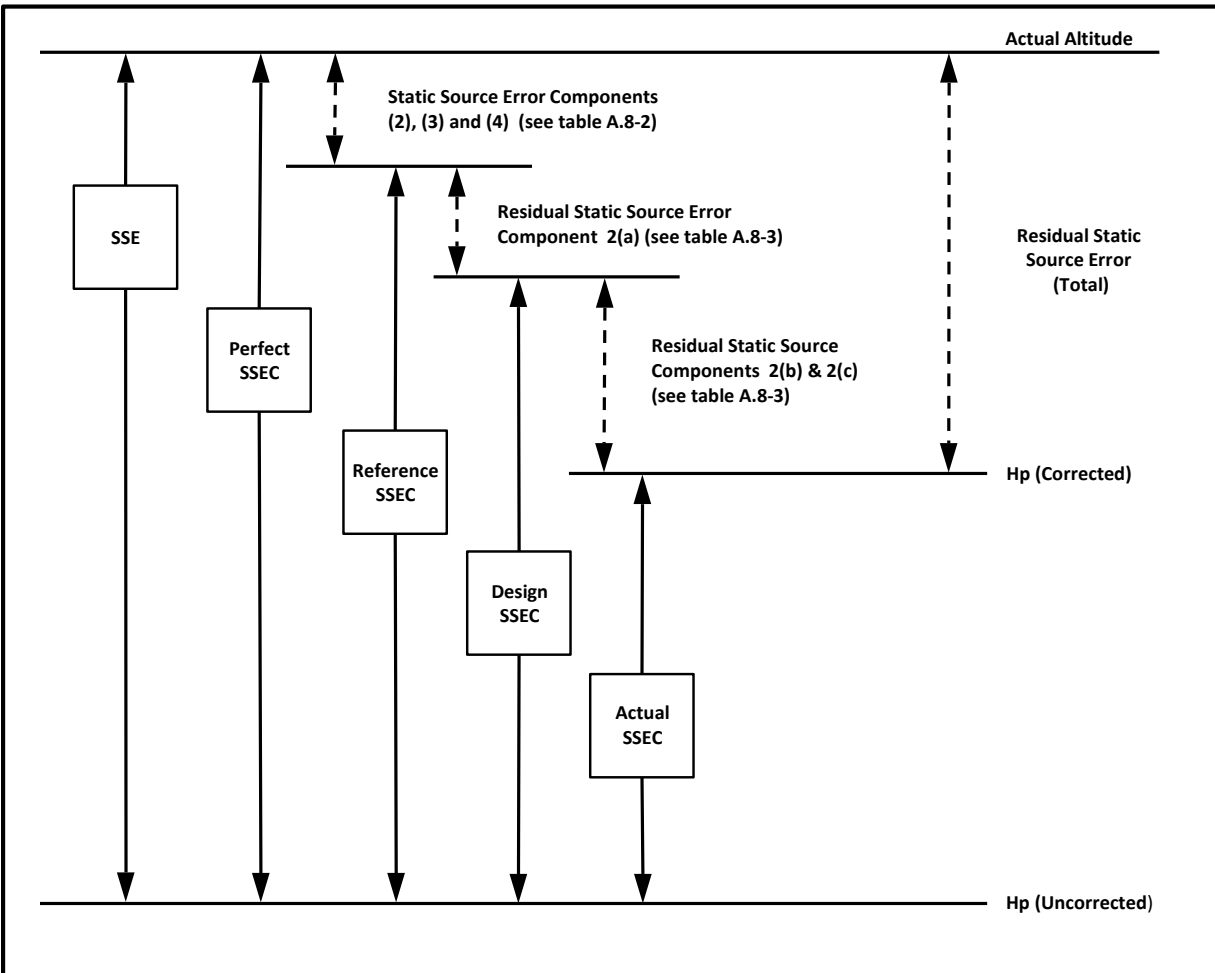 Actual Altitude
Static Source Error Components
(2), (3) and (4) (see table A.8-2)
SSE
Residual Static Source Error
Component 2(a) (see table A.8-3)
Residual Static
Source Error
(Total)
Perfect
SSEC
Residual Static Source
Components 2(b) & 2(c)
(see table A.8-3)
Reference
SSEC
Hp (Corrected)
Design
SSEC
Actual
SSEC
Hp (Uncorrected)